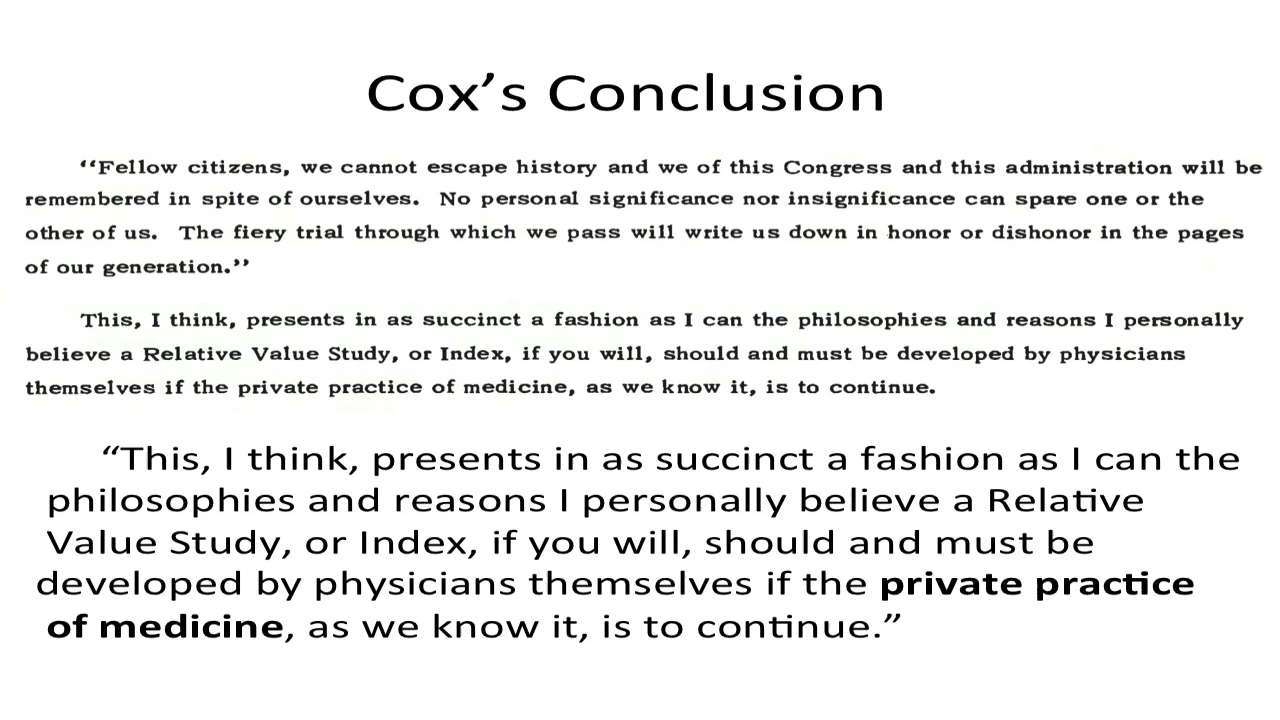 Cox’s Conclusion
‘‘Fellow citizens, we cannot escape history and we of this Congress and this administration will be
remembered in spite of ourselves. No personal significance nor insignificance can spare one or the
other of us. The fiery trial through which we pass will write us down in honor or dishonor in the pages
of our generation.’’
This, I think, presents in as succinct a fashion as I can the philosophies and reasons I personally
believe a Relative Value Study, or Index, if you will, should and must be developed by physicians
themselves if the private practice of medicine, as we know it, is to continue.
“This, I think, presents in as succinct a fashion as I can the
philosophies and reasons I personally believe a Relative
Value Study, or Index, if you will, should and must be
developed by physicians themselves if the private practice
of medicine, as we know it, is to continue.”